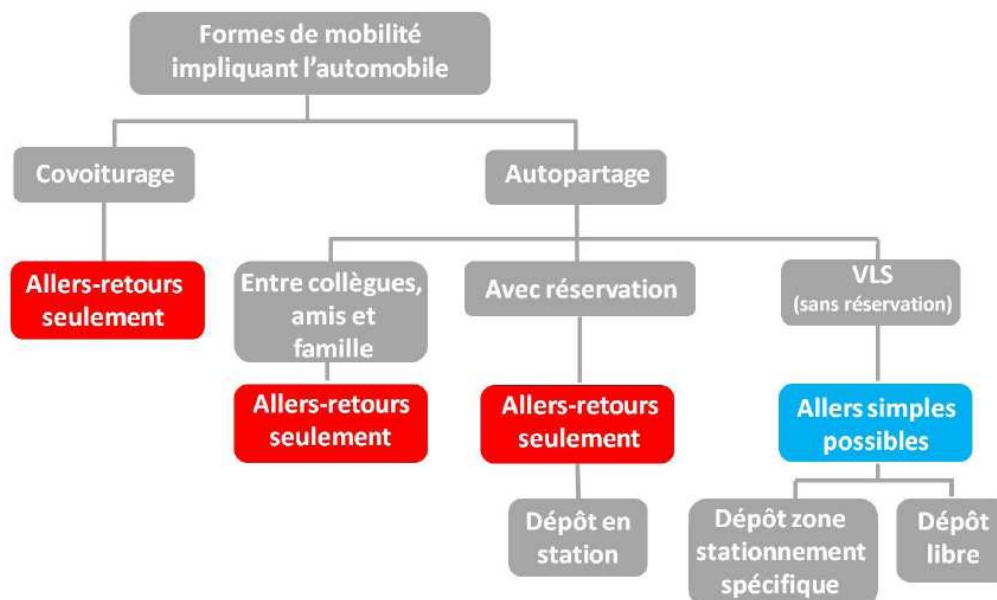 Formes de mobilité
impliquant l'automobile
Covoiturage
Autopartage
Allers-retours
seulement
Entre collègues,
amis et
famille
Avec réservation
VLS
(sans réservation)
Allers-retours
seulement
Allers-retours
seulement
Allers simples
possibles
Dépôt en
station
Dépôt zone
stationnement
spécifique
Dépôt
libre